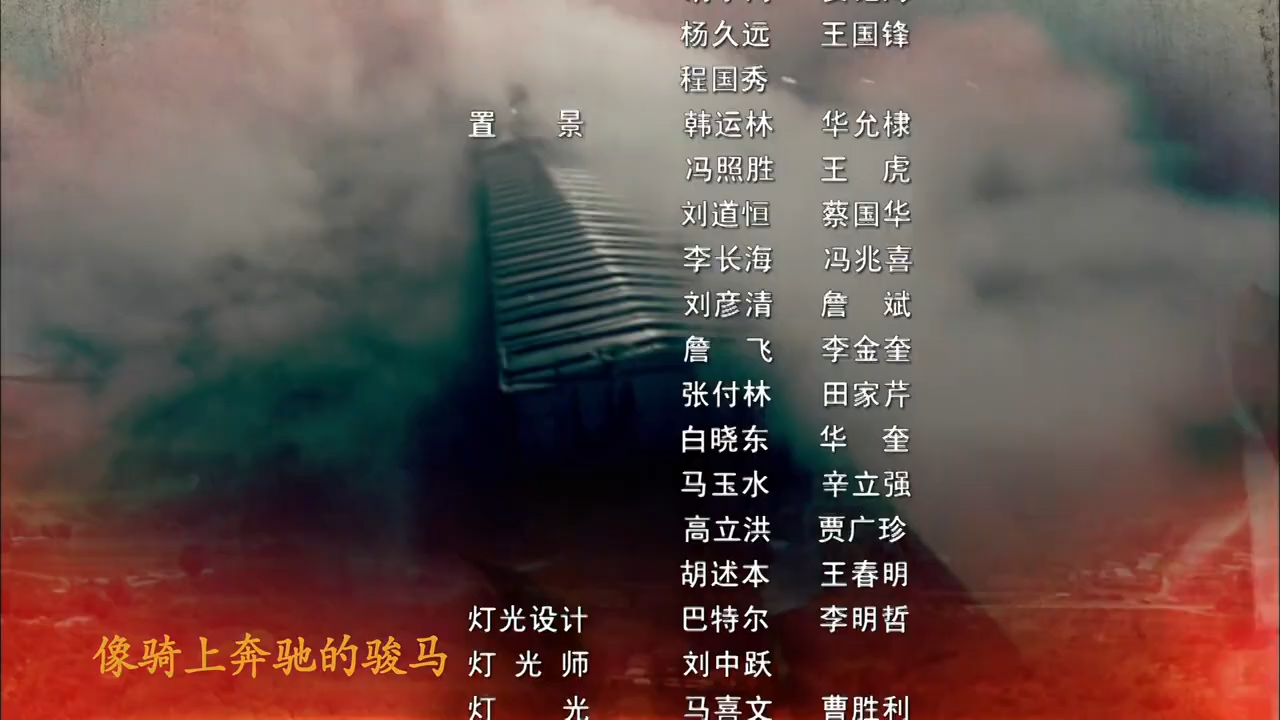 杨久远 王国锋
程国秀
置 景 韩运林 华允棣
冯照胜 王 虎
刘道恒 蔡国华
李长海 冯兆喜
刘彦清 詹 斌
詹 飞 李金奎
张付林 田家芹
白晓东 华 奎
马玉水 辛立强
高立洪 贾广珍
胡述本 王春明
灯光设计 巴特尔 李明哲
像骑上奔驰的骏马
灯 光 师 刘中跃
灯 光 马喜文 曹胜利